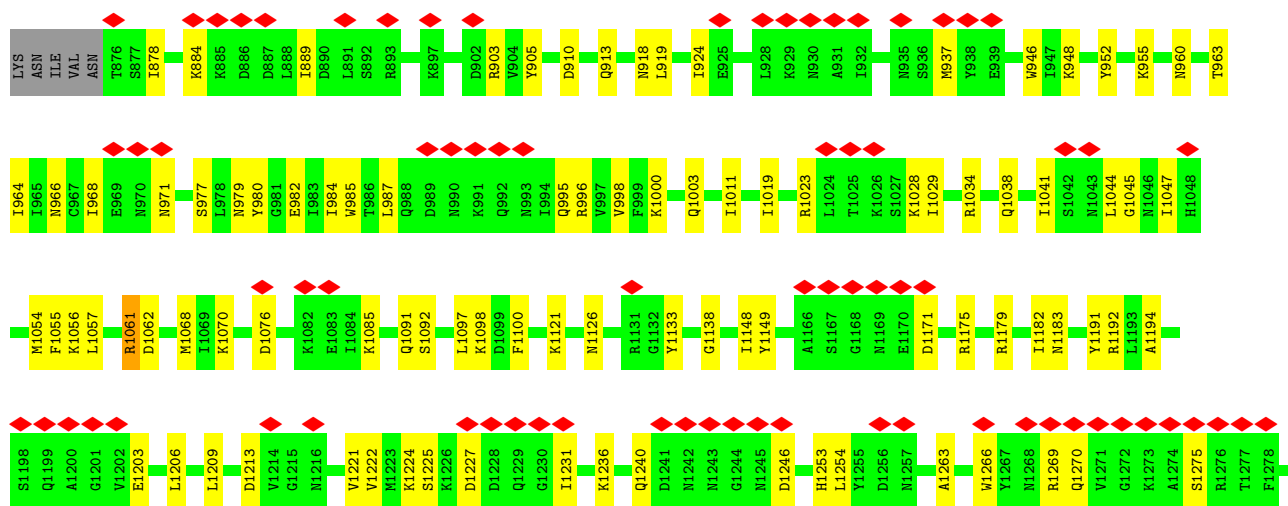 LYS ASN ILE VAL ASN T876 S877 I878 K884 K885 D886 D887 L888 I889 D890 L891 S892 R893 K897 D902 R903 V904 Y905 D910 Q913 N918 L919 I924 E925 L928 K929 N930 A931 I932 N935 S936 M937 Y938 E939 W946 I947 K948 Y952 K955 N960 T963
I964 I965 N966 C967 I968 E969 N970 N971 S977 L978 N979 Y980 G981 E982 I983 I984 W985 T986 L987 Q988 D989 N990 K991 Q992 N993 I994 Q995 R996 V997 V998 F999 K1000 Q1003 I1011 I1019 R1023 L1024 T1025 K1026 S1027 K1028 I1029 R1034 Q1038 I1041 S1042 N1043 L1044 G1045 N1046 I1047 H1048
M1054 F1055 K1056 L1057 R1061 D1062 M1068 I1069 K1070 D1076 K1082 E1083 I1084 K1085 Q1091 S1092 L1097 K1098 D1099 F1100 K1121 N1126 R1131 G1132 Y1133 G1138 I1148 Y1149 A1166 S1167 G1168 N1169 E1170 D1171 R1175 R1179 I1182 N1183 Y1191 R1192 L1193 A1194
S1198 Q1199 A1200 G1201 V1202 E1203 L1206 L1209 D1213 V1214 G1215 N1216 V1221 V1222 M1223 K1224 S1225 K1226 D1227 D1228 Q1229 G1230 I1231 K1236 Q1240 D1241 N1242 N1243 G1244 N1245 D1246 H1253 L1254 Y1255 D1256 N1257 A1263 W1266 Y1267 N1268 R1269 Q1270 V1271 G1272 K1273 A1274 S1275 R1276 T1277 F1278